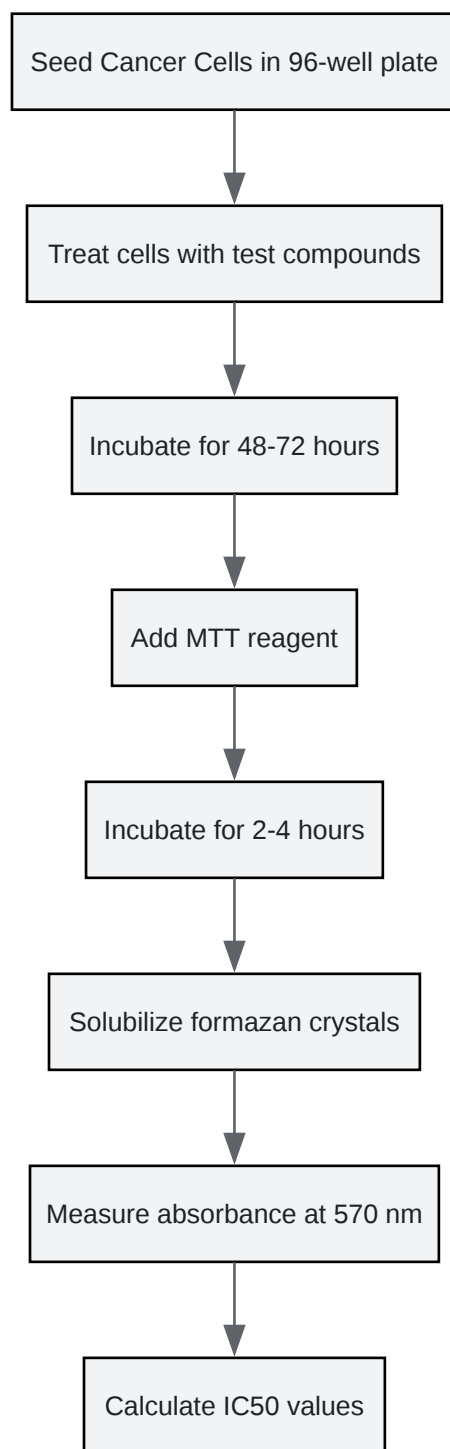 Seed Cancer Cells in 96-well plate
Treat cells with test compounds
Incubate for 48-72 hours
Add MTT reagent
Incubate for 2-4 hours
Solubilize formazan crystals
Measure absorbance at 570 nm
Calculate IC50 values